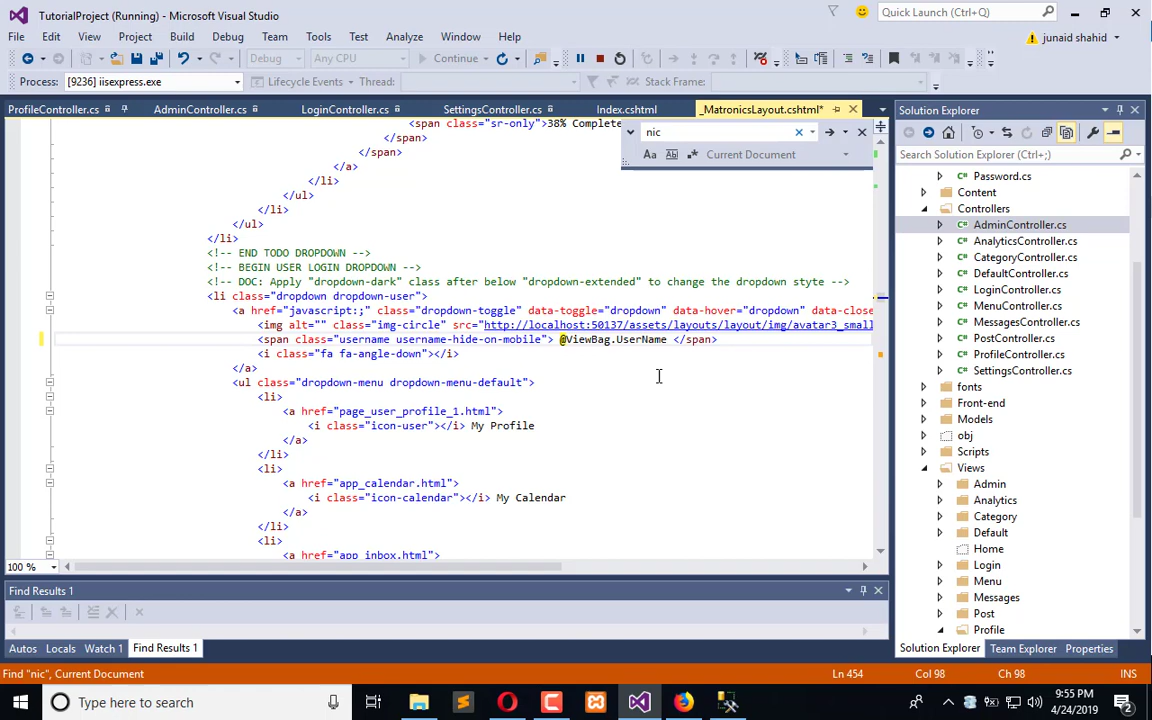 TutorialProject (Running) - Microsoft Visual Studio
Quick Launch (Ctrl+Q)
File Edit View Project Build Debug Team Tools Test Analyze Window Help
junaid shahid
Debug Any CPU Continue
Process: [9236] iisexpress.exe Lifecycle Events Thread: Stack Frame:
ProfileController.cs AdminController.cs LoginController.cs SettingsController.cs Index.cshtml _MatronicsLayout.cshtml*
nic
Current Document
<span class="sr-only">38% Complete
</span>
</span>
</a>
</li>
</ul>
</li>
</ul>
</li>
<!-- END TODO DROPDOWN -->
<!-- BEGIN USER LOGIN DROPDOWN -->
<!-- DOC: Apply "dropdown-dark" class after below "dropdown-extended" to change the dropdown styte -->
<li class="dropdown dropdown-user">
<a href="javascript:;" class="dropdown-toggle" data-toggle="dropdown" data-hover="dropdown" data-close
<img alt="" class="img-circle" src="http://localhost:50137/assets/layouts/layout/img/avatar3_small
<span class="username username-hide-on-mobile"> @ViewBag.UserName </span>
<i class="fa fa-angle-down"></i>
</a>
<ul class="dropdown-menu dropdown-menu-default">
<li>
<a href="page_user_profile_1.html">
<i class="icon-user"></i> My Profile
</a>
</li>
<li>
<a href="app_calendar.html">
<i class="icon-calendar"></i> My Calendar
</a>
</li>
<li>
<a href="app_inbox.html">
100 %
Solution Explorer
Search Solution Explorer (Ctrl+;)
Password.cs
Content
Controllers
AdminController.cs
AnalyticsController.cs
CategoryController.cs
DefaultController.cs
LoginController.cs
MenuController.cs
MessagesController.cs
PostController.cs
ProfileController.cs
SettingsController.cs
fonts
Front-end
Models
obj
Scripts
Views
Admin
Analytics
Category
Default
Home
Login
Menu
Messages
Post
Profile
Find Results 1
Autos Locals Watch 1 Find Results 1
Solution Explorer Team Explorer Properties
Find "nic", Current Document Ln 454 Col 98 Ch 98 INS
Type here to search
9:55 PM
4/24/2019
2